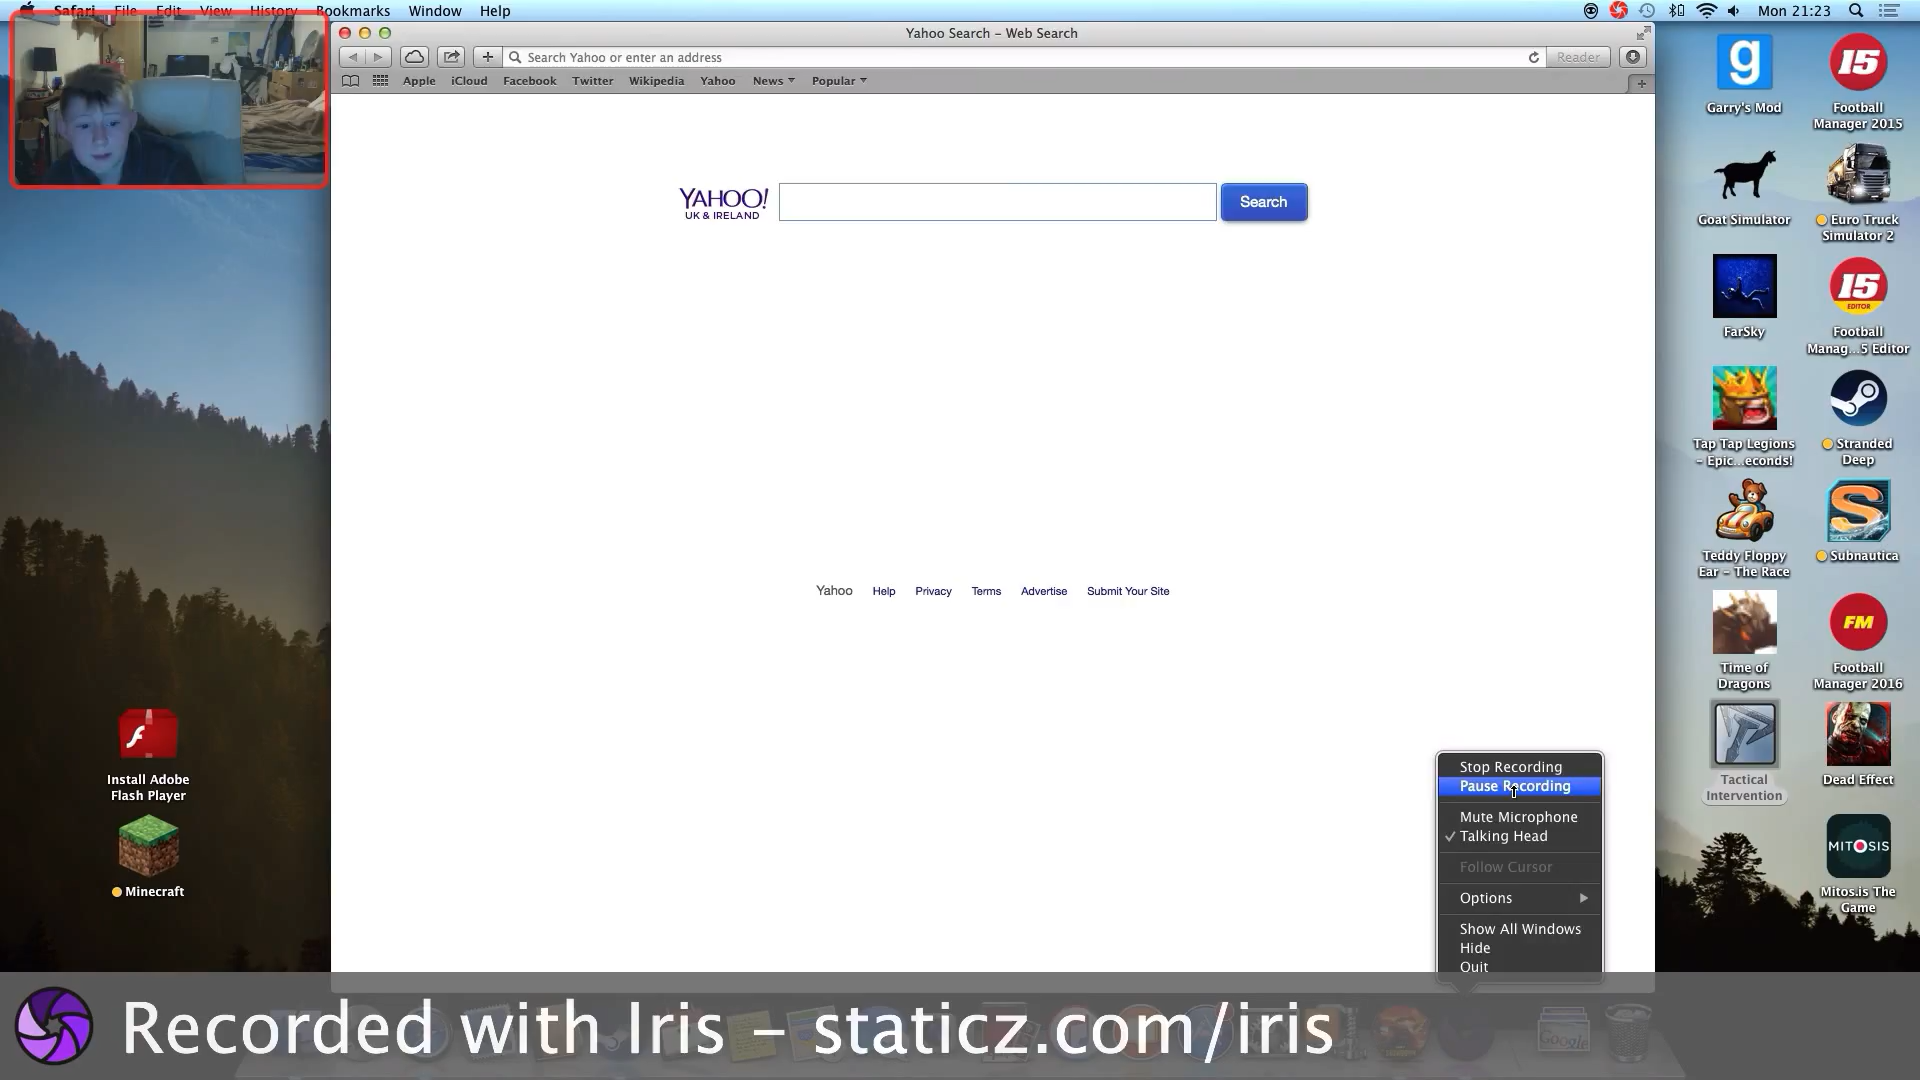 Safari File Edit View History Bookmarks Window Help
Mon 21:23
Yahoo Search – Web Search
Search Yahoo or enter an address
Reader
Apple iCloud Facebook Twitter Wikipedia Yahoo News Popular
YAHOO!
UK & IRELAND
Search
Yahoo Help Privacy Terms Advertise Submit Your Site
Garry's Mod
15
Football
Manager 2015
Goat Simulator
Euro Truck
Simulator 2
FarSky
15
EDITOR
Football
Manag...5 Editor
Tap Tap Legions
– Epic...econds!
Stranded
Deep
Teddy Floppy
Ear – The Race
Subnautica
Time of
Dragons
FM
Football
Manager 2016
Tactical
Intervention
Dead Effect
MITOSIS
Mitos.is The
Game
Install Adobe
Flash Player
Minecraft
Stop Recording
Pause Recording
Mute Microphone
Talking Head
Follow Cursor
Options
Show All Windows
Hide
Quit
Recorded with Iris – staticz.com/iris
Google